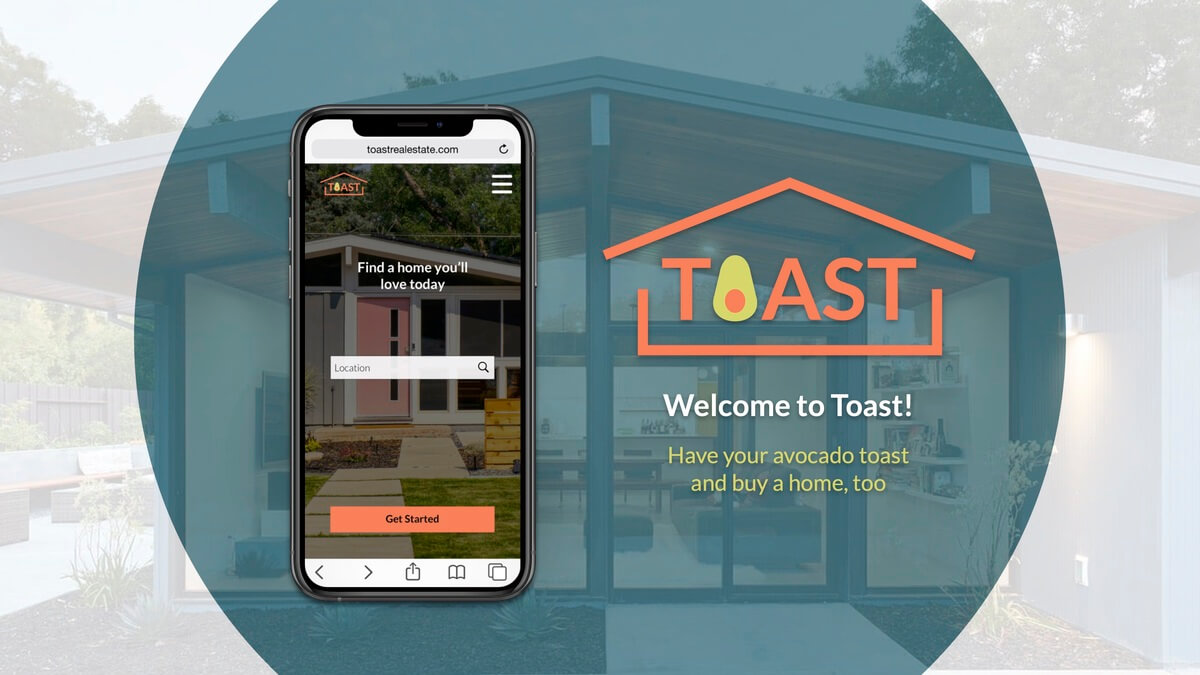 toastrealestate.com
TOAST
Find a home you'll
love today
Location
Get Started
TOAST
Welcome to Toast!
Have your avocado toast
and buy a home, too